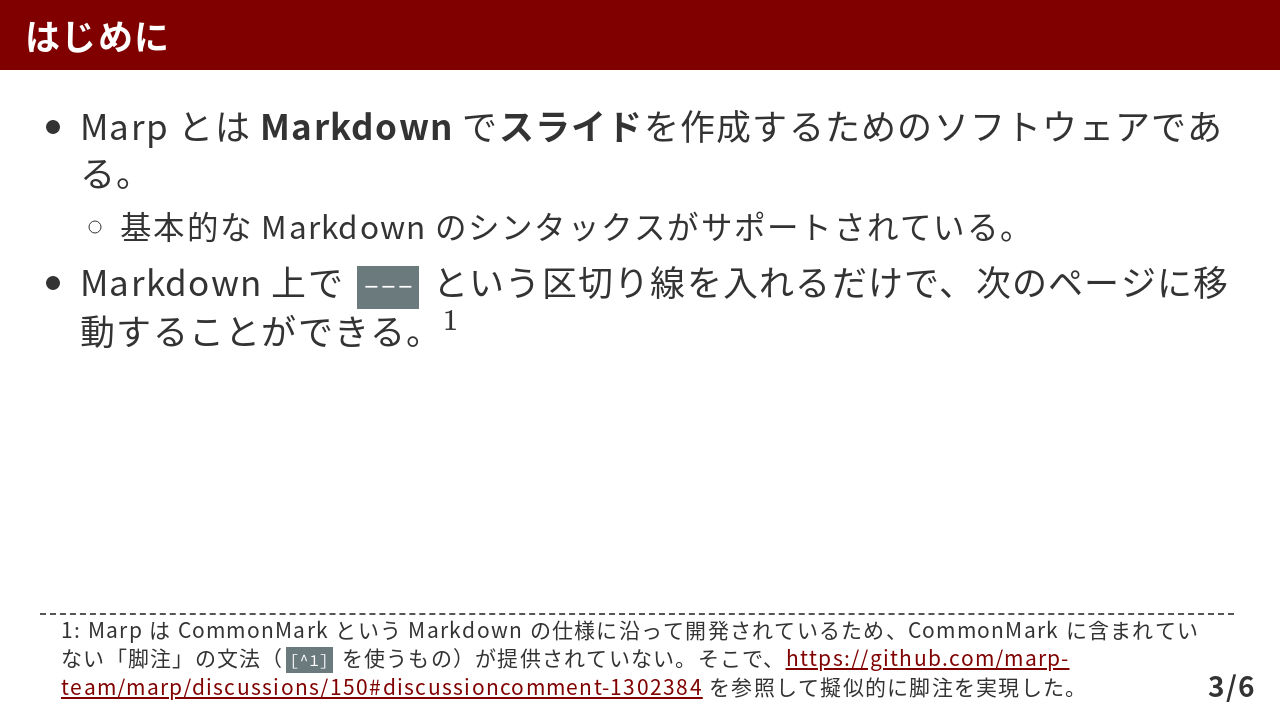 はじめに
Marp とは Markdown でスライドを作成するためのソフトウェアであ
る。
基本的な Markdown のシンタックスがサポートされている。
Markdown 上で --- という区切り線を入れるだけで、次のページに移
動することができる。1
1: Marp は CommonMark という Markdown の仕様に沿って開発されているため、CommonMark に含まれてい
ない「脚注」の文法（ [^1] を使うもの）が提供されていない。そこで、https://github.com/marp-
team/marp/discussions/150#discussioncomment-1302384 を参照して擬似的に脚注を実現した。
3/6